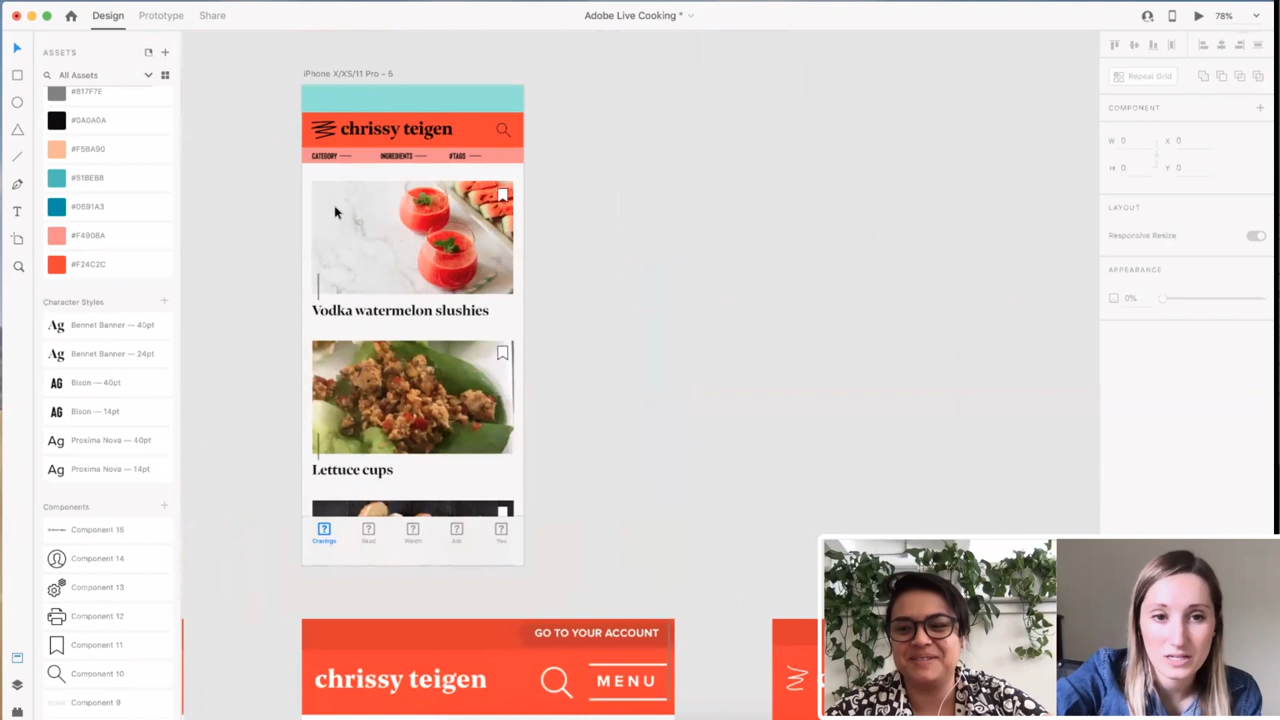 Design
Prototype
Share
Adobe Live Cooking *
78%
ASSETS
All Assets
#817F7E
#0A0A0A
#F5BA90
#51BEB8
#0691A3
#F4908A
#F24C2C
Character Styles
Ag Bennet Banner — 40pt
Ag Bennet Banner — 24pt
AG Bison — 40pt
AG Bison — 14pt
Ag Proxima Nova — 40pt
Ag Proxima Nova — 14pt
Components
Component 16
Component 14
Component 13
Component 12
Component 11
Component 10
Component 9
iPhone X/XS/11 Pro – 5
chrissy teigen
CATEGORY
INGREDIENTS
#TAGS
Vodka watermelon slushies
Lettuce cups
Cravings
Read
Watch
Ask
You
GO TO YOUR ACCOUNT
chrissy teigen
MENU
Repeat Grid
COMPONENT
W 0
X 0
H 0
Y 0
LAYOUT
Responsive Resize
APPEARANCE
0%